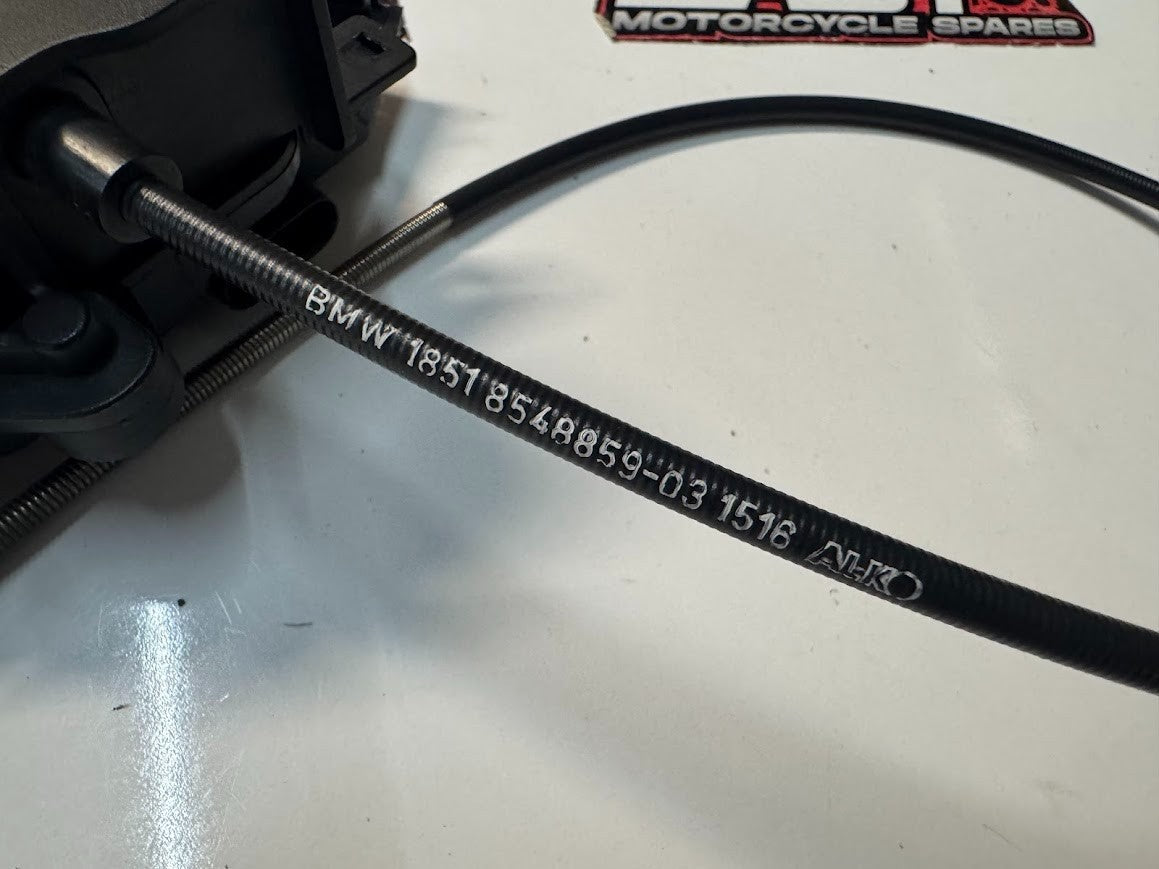 MOTORCYCLE SPARES
BMW 1851 8548859-03 1516 AL-KO